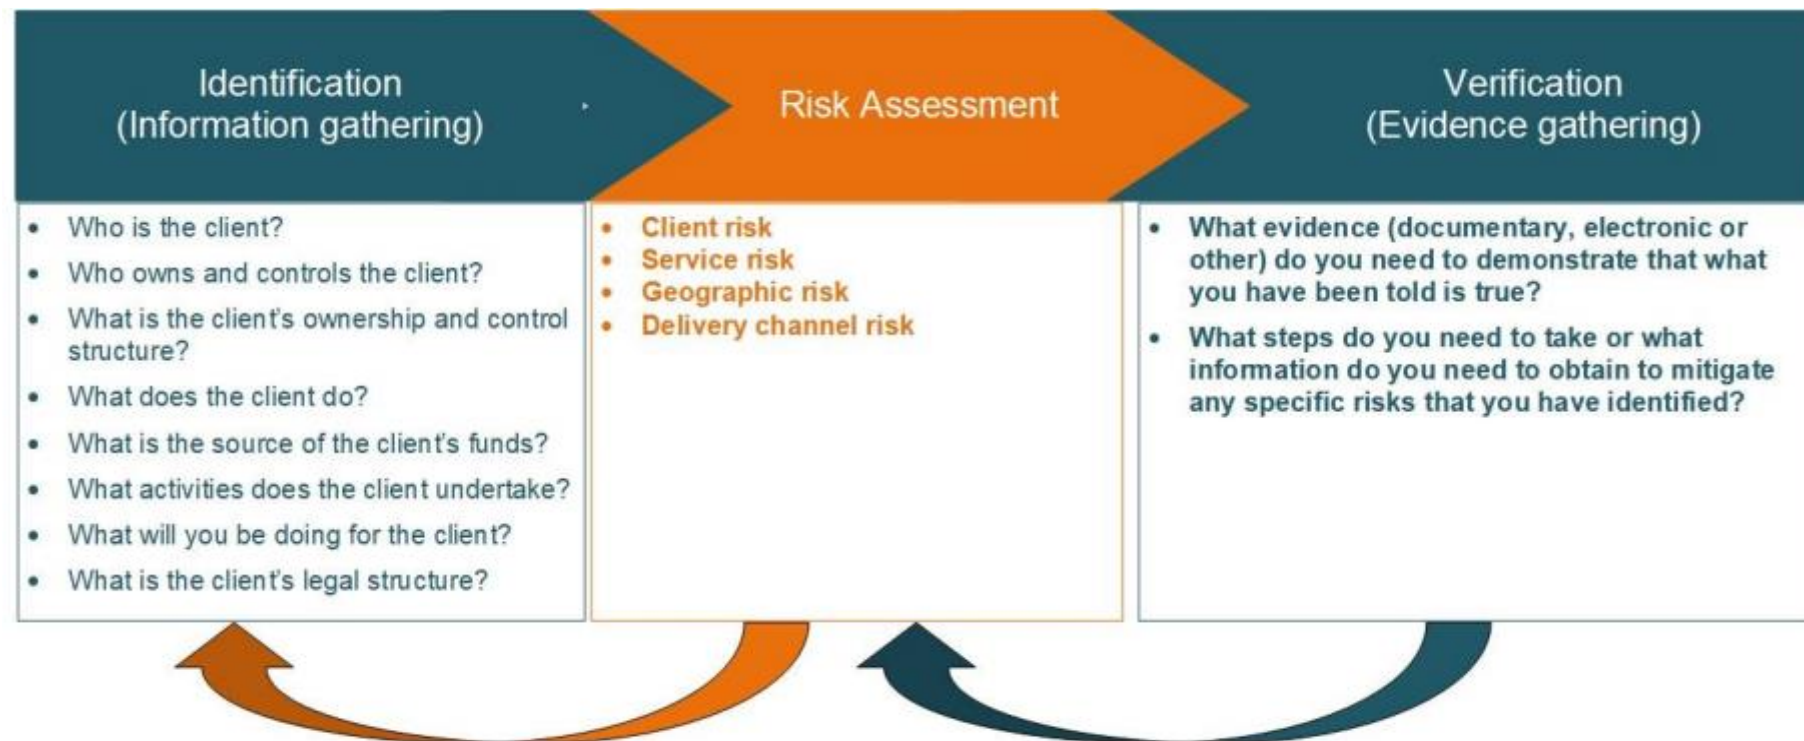 Identification
(Information gathering)
Risk Assessment
Verification
(Evidence gathering)
• Who is the client?
• Who owns and controls the client?
• What is the client's ownership and control
structure?
• What does the client do?
• What is the source of the client's funds?
• What activities does the client undertake?
• What will you be doing for the client?
• What is the client's legal structure?
• Client risk
• Service risk
• Geographic risk
• Delivery channel risk
• What evidence (documentary, electronic or
other) do you need to demonstrate that what
you have been told is true?
• What steps do you need to take or what
information do you need to obtain to mitigate
any specific risks that you have identified?